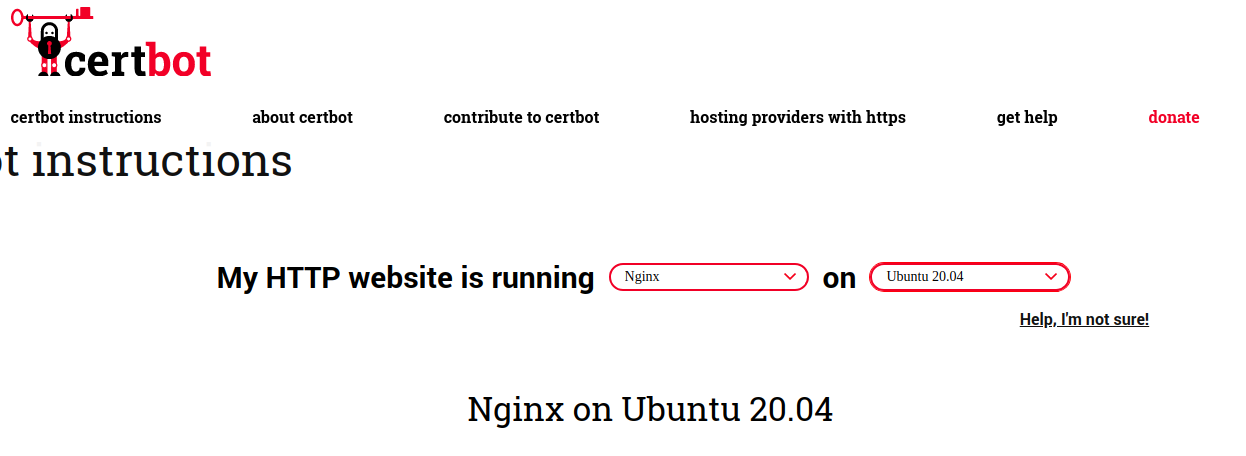 certbot
certbot instructions about certbot contribute to certbot hosting providers with https get help donate
t instructions
My HTTP website is running Nginx on Ubuntu 20.04
Help, I'm not sure!
Nginx on Ubuntu 20.04